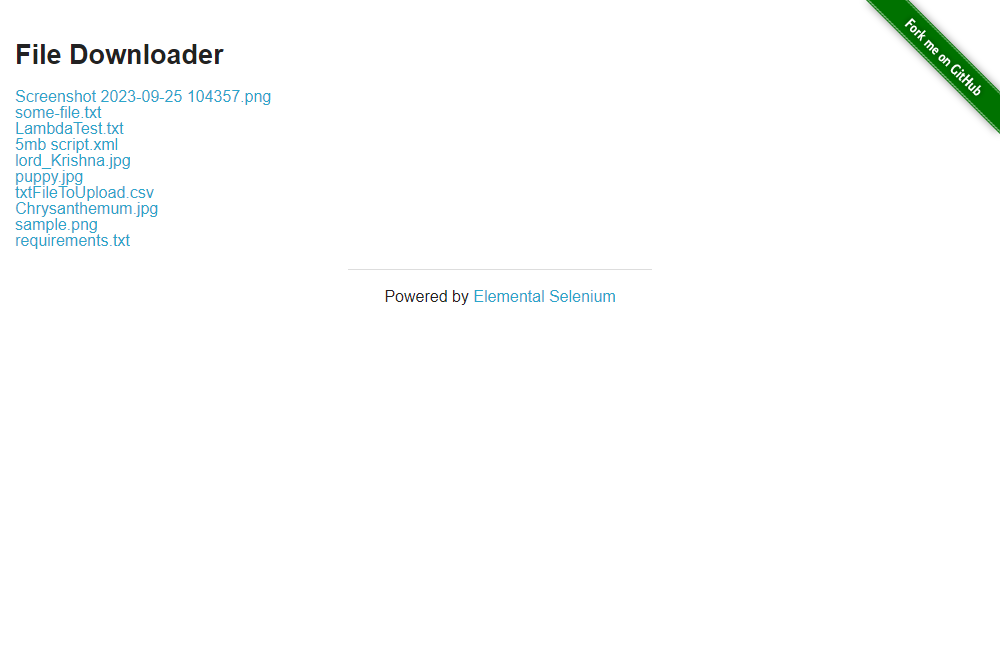 Fork me on GitHub
File Downloader
Screenshot 2023-09-25 104357.png
some-file.txt
LambdaTest.txt
5mb script.xml
lord_Krishna.jpg
puppy.jpg
txtFileToUpload.csv
Chrysanthemum.jpg
sample.png
requirements.txt
Powered by Elemental Selenium